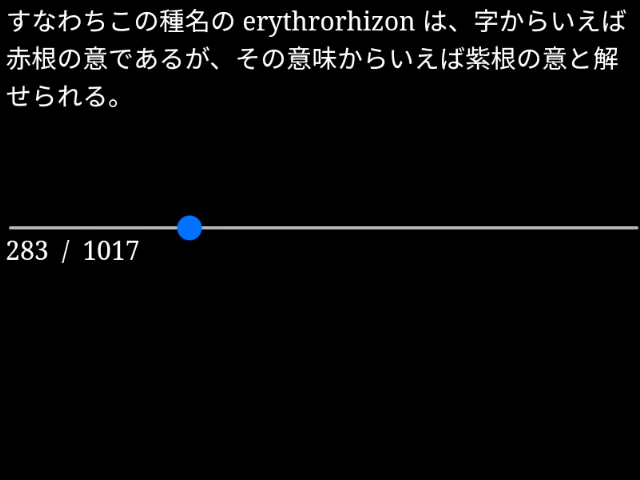 すなわちこの種名の erythrorhizon は、字からいえば
赤根の意であるが、その意味からいえば紫根の意と解
せられる。
283 / 1017